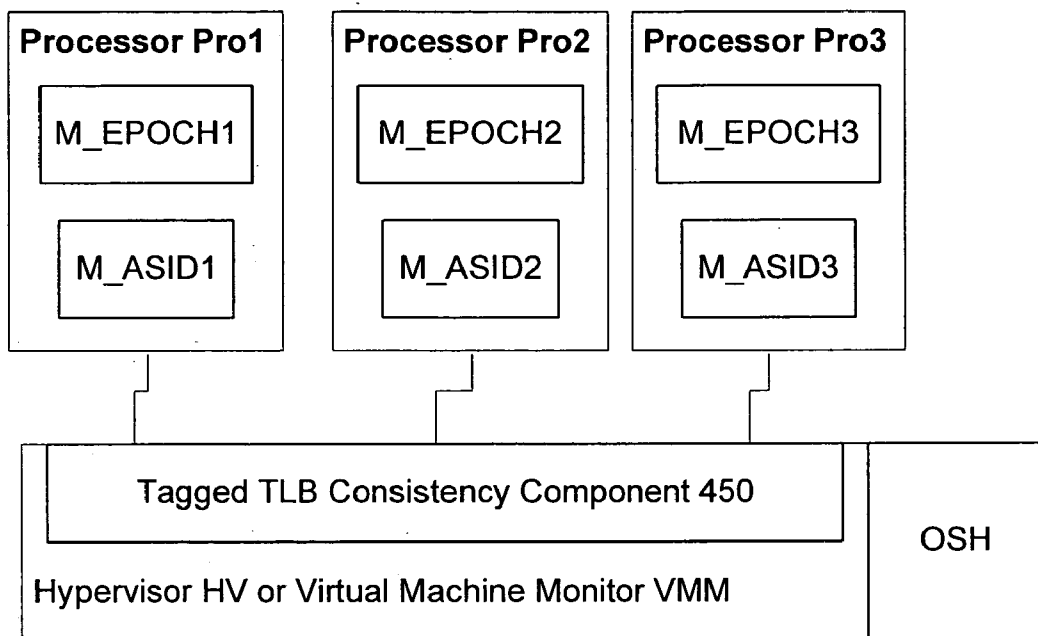 Processor Pro1
Processor Pro2
Processor Pro3
M_EPOCH1
M_EPOCH2
M_EPOCH3
M_ASID1
M_ASID2
M_ASID3
Tagged TLB Consistency Component 450
OSH
Hypervisor HV or Virtual Machine Monitor VMM